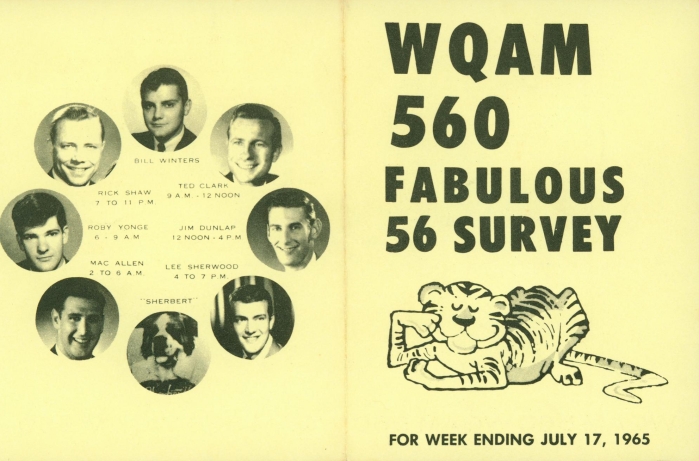 BILL WINTERS
RICK SHAW
7 TO 11 P.M.
TED CLARK
9 A.M. - 12 NOON
ROBY YONGE
6 - 9 A.M.
JIM DUNLAP
12 NOON - 4 P.M.
MAC ALLEN
2 TO 6 A.M.
LEE SHERWOOD
4 TO 7 P.M.
"SHERBERT"
WQAM
560
FABULOUS
56 SURVEY
FOR WEEK ENDING JULY 17, 1965